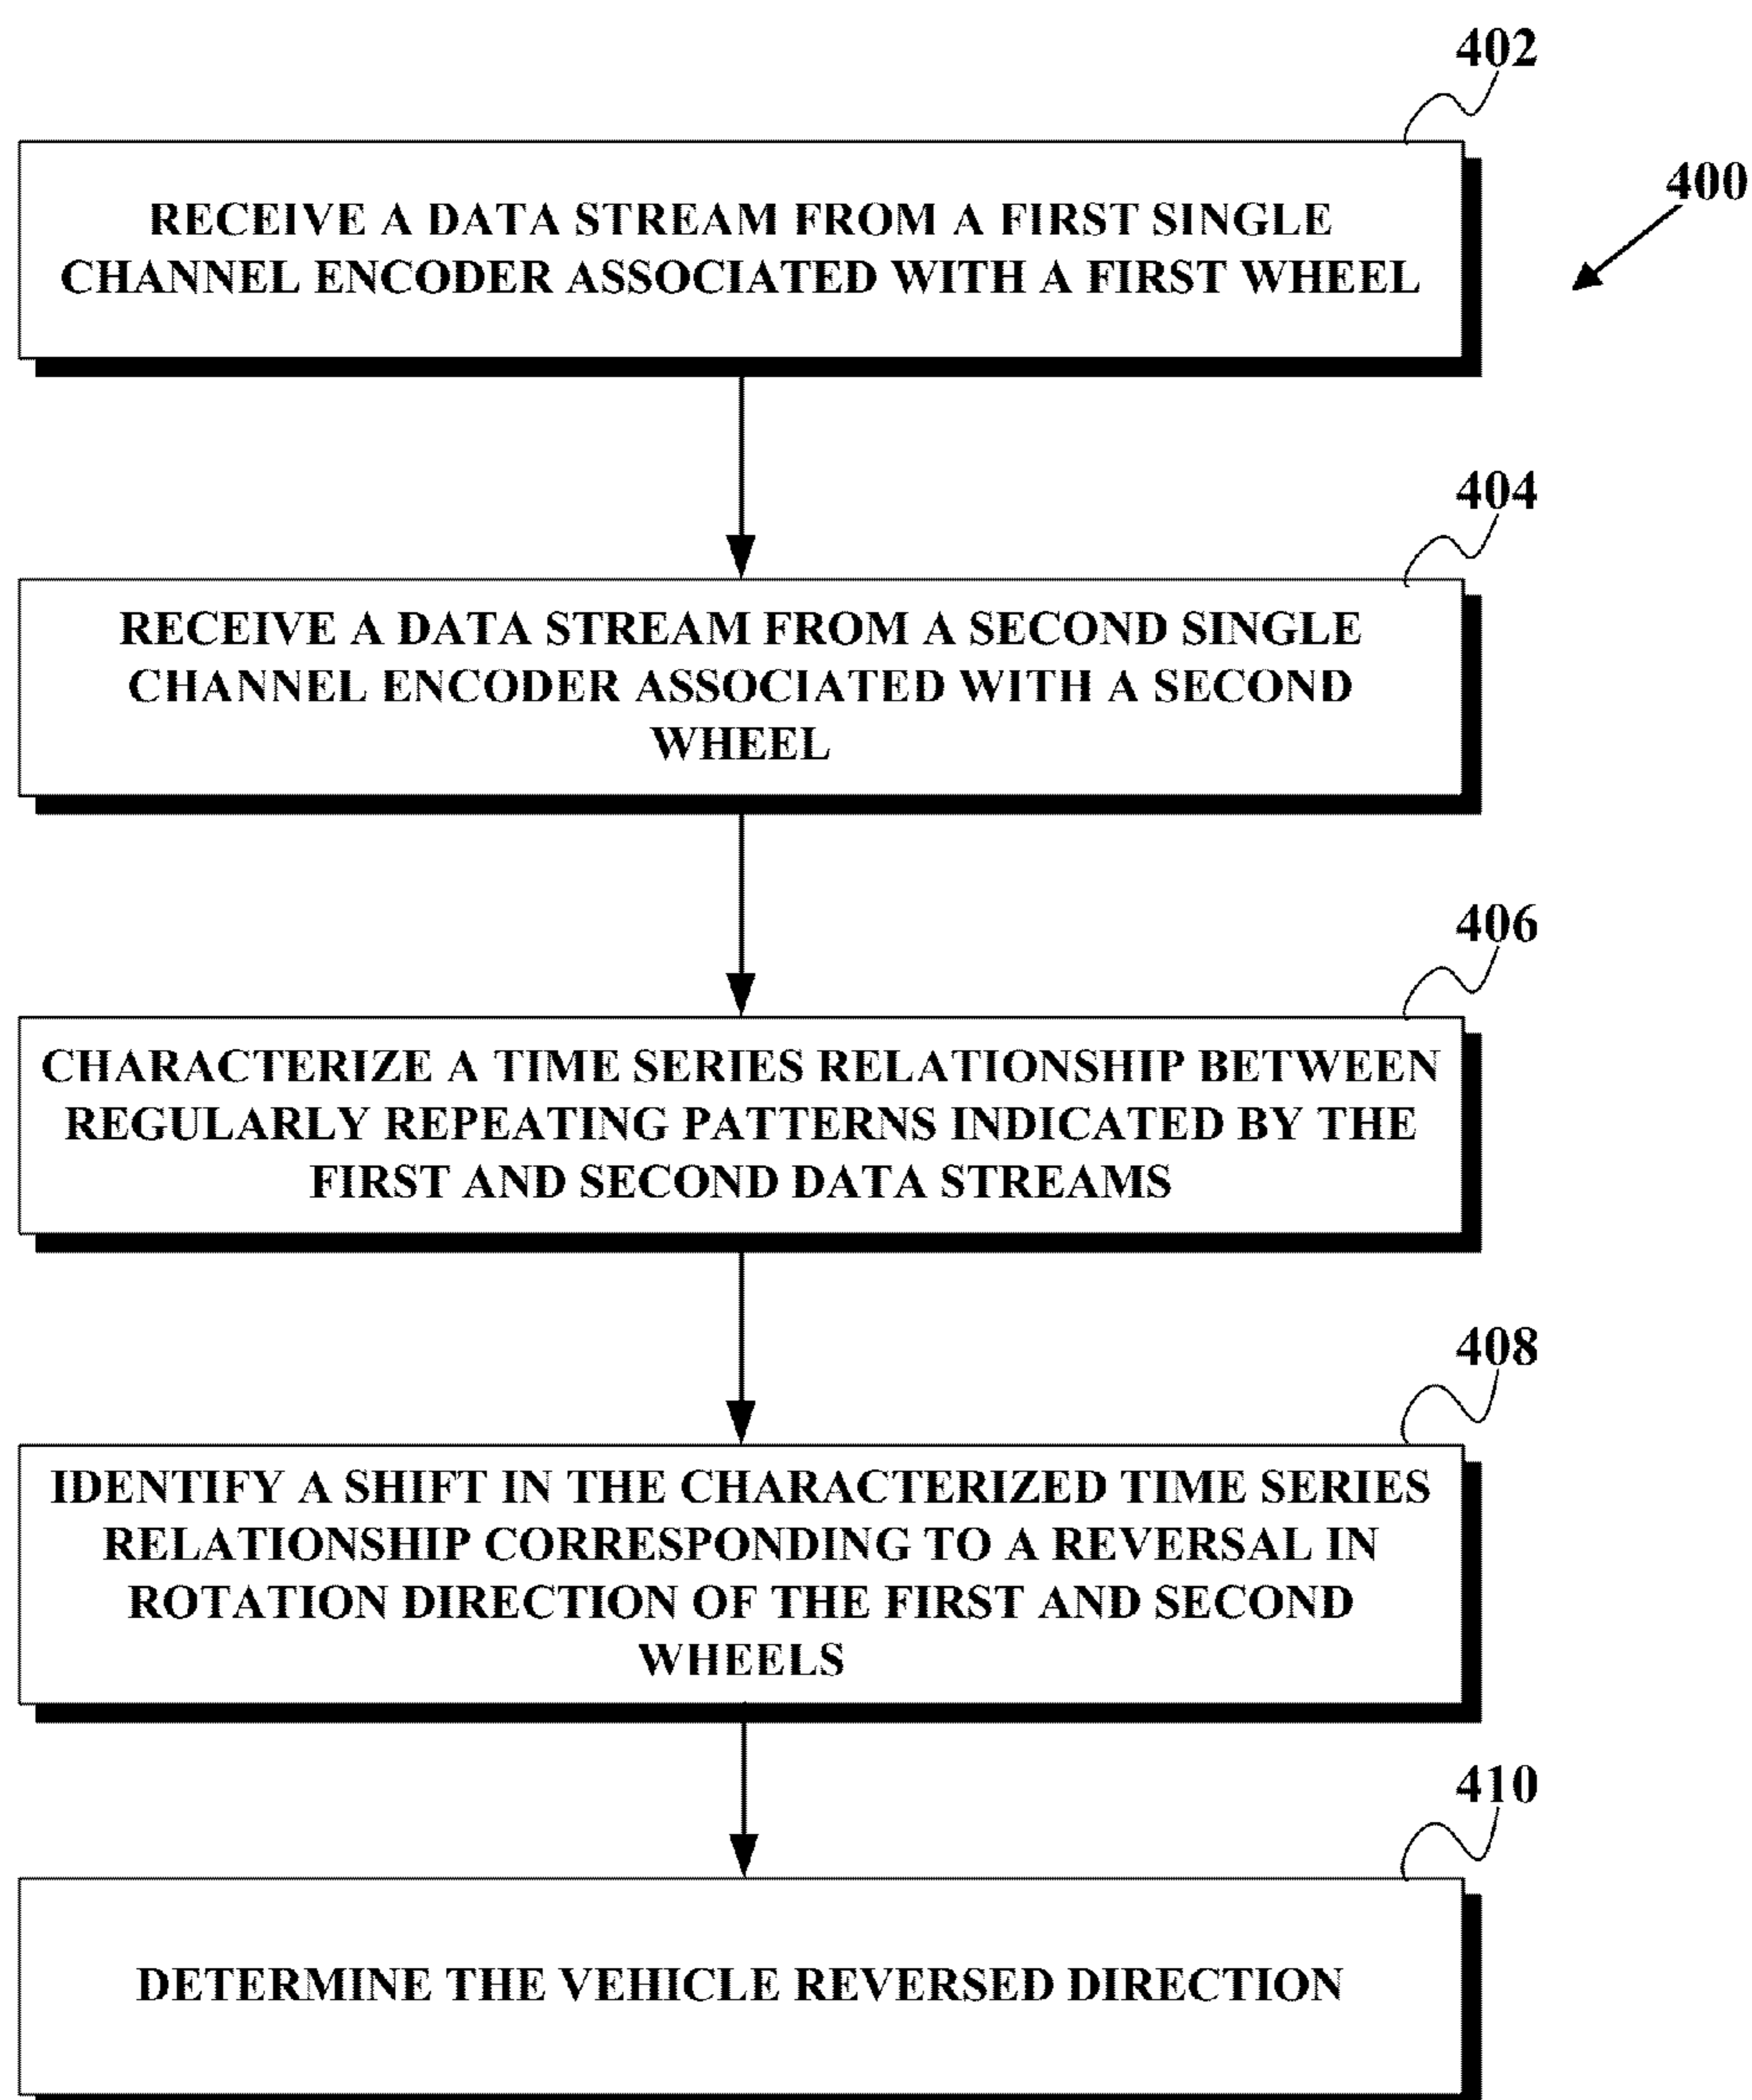 402
400
RECEIVE A DATA STREAM FROM A FIRST SINGLE
CHANNEL ENCODER ASSOCIATED WITH A FIRST WHEEL
404
RECEIVE A DATA STREAM FROM A SECOND SINGLE
CHANNEL ENCODER ASSOCIATED WITH A SECOND
WHEEL
406
CHARACTERIZE A TIME SERIES RELATIONSHIP BETWEEN
REGULARLY REPEATING PATTERNS INDICATED BY THE
FIRST AND SECOND DATA STREAMS
408
IDENTIFY A SHIFT IN THE CHARACTERIZED TIME SERIES
RELATIONSHIP CORRESPONDING TO A REVERSAL IN
ROTATION DIRECTION OF THE FIRST AND SECOND
WHEELS
410
DETERMINE THE VEHICLE REVERSED DIRECTION